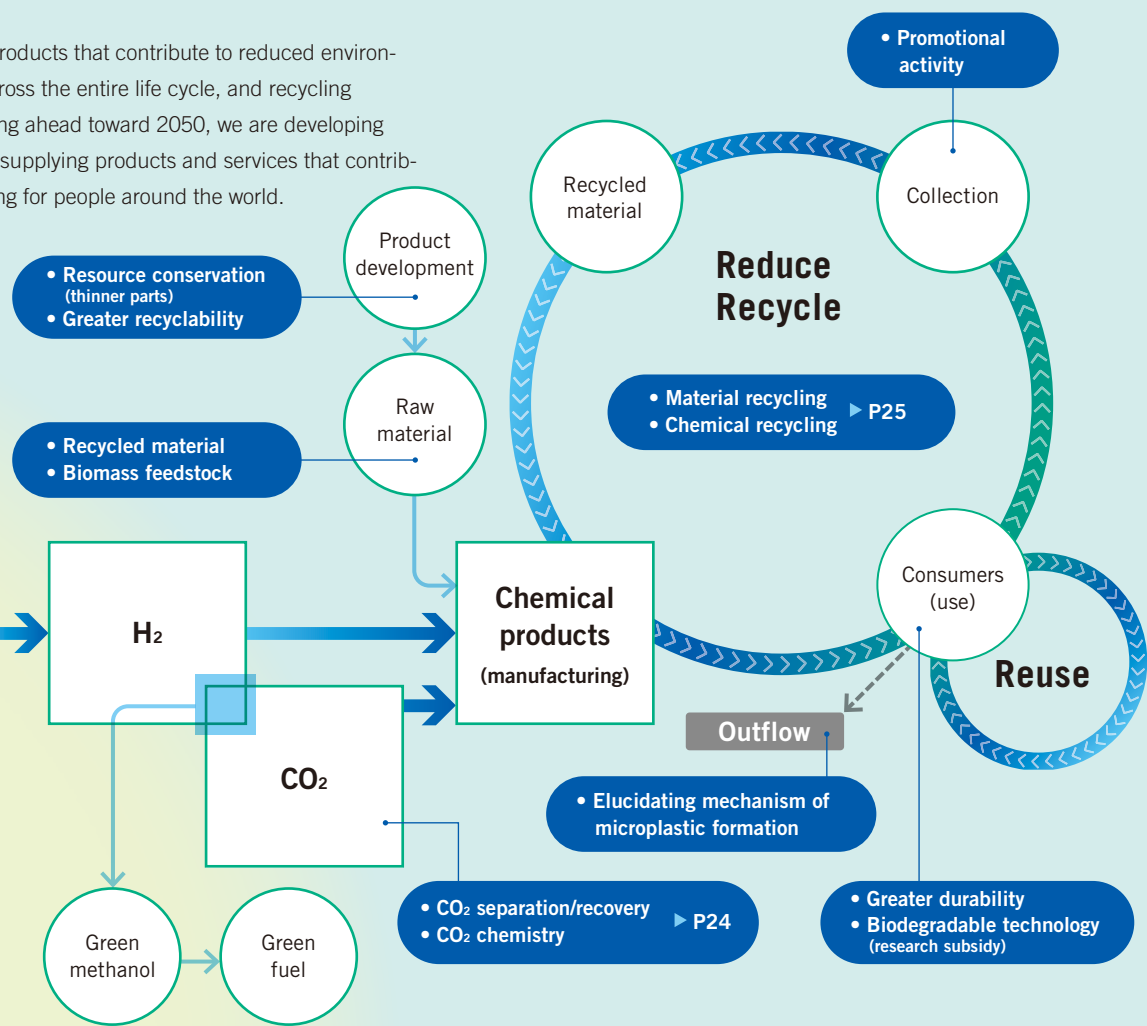 roducts that contribute to reduced environ-
ross the entire life cycle, and recycling
ng ahead toward 2050, we are developing
supplying products and services that contrib-
ng for people around the world.
• Promotional
activity
Recycled
material
Collection
Product
development
Reduce
Recycle
• Resource conservation
(thinner parts)
• Greater recyclability
• Material recycling
• Chemical recycling
▶ P25
Raw
material
• Recycled material
• Biomass feedstock
Consumers
(use)
Chemical
products
(manufacturing)
H₂
Reuse
Outflow
CO₂
• Elucidating mechanism of
microplastic formation
• CO₂ separation/recovery
• CO₂ chemistry
▶ P24
• Greater durability
• Biodegradable technology
(research subsidy)
Green
methanol
Green
fuel